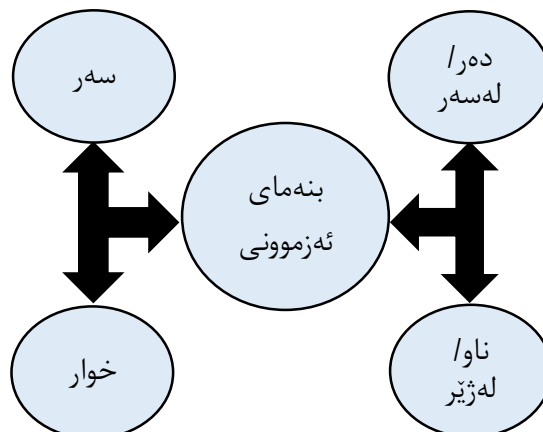 دەر/
لەسەر
سەر
بنەمای
ئەزموونی
ناو/
لەژێر
خوار